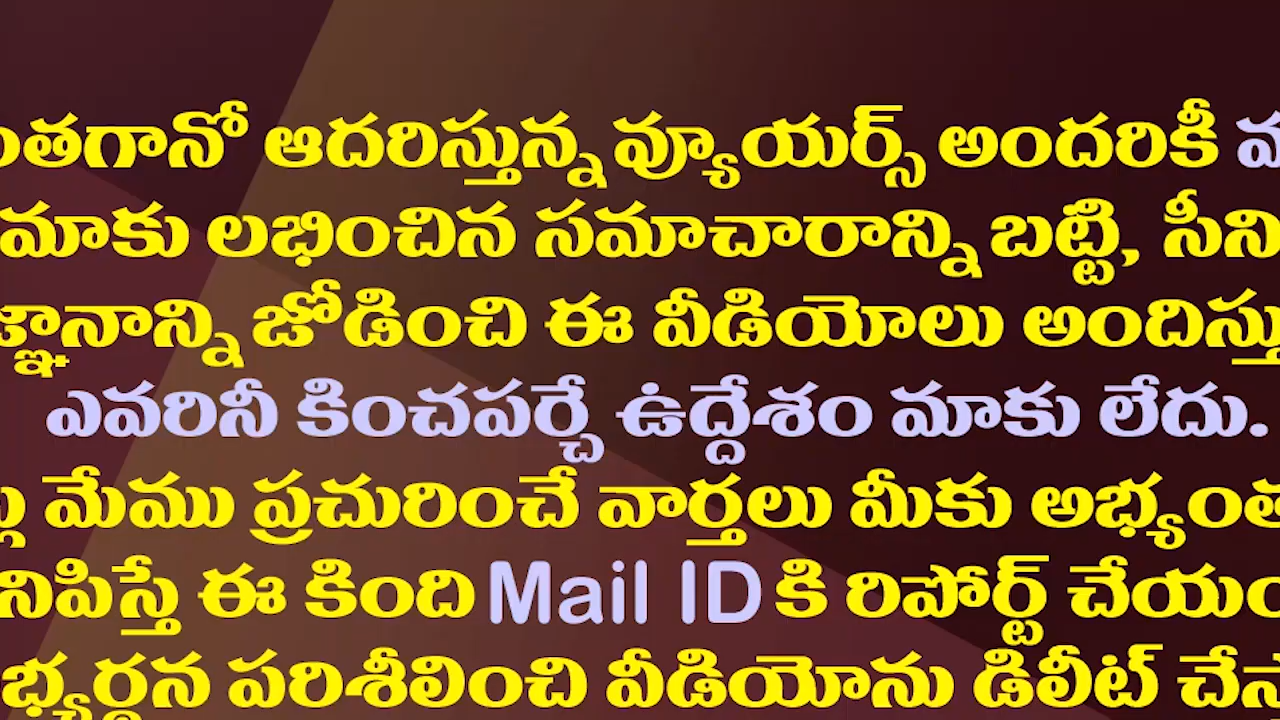 ఆదరిస్తున్న వ్యూయర్స్ అందరికీ
మాకు లభించిన సమాచారాన్ని బట్టి,
జోడించి ఈ వీడియోలు
ఎవరినీ కించపర్చే ఉద్దేశం మాకు లేదు.
మేము ప్రచురించే వార్తలు మీకు
ఈ కింది Mail ID కి రిపోర్ట్
పరిశీలించి వీడియోను డిలీట్